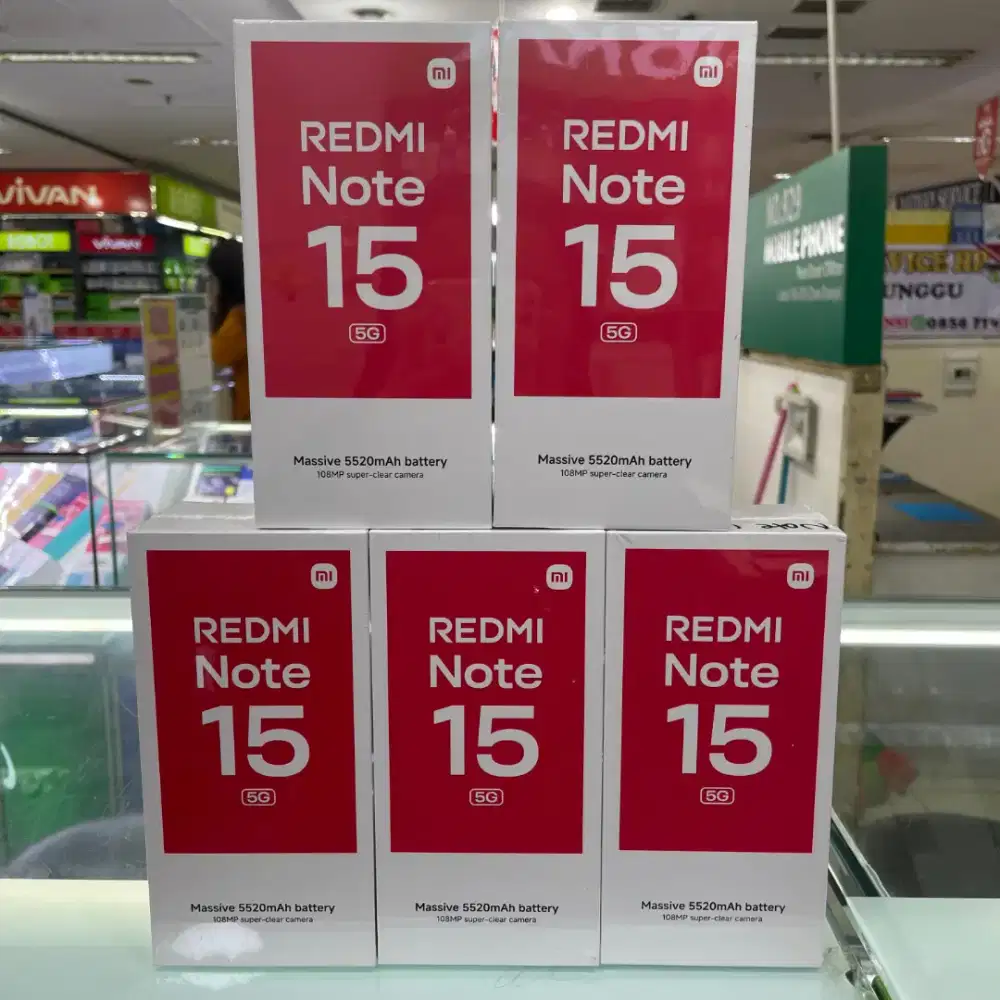 mi
REDMI
Note
15
5G
Massive 5520mAh battery
108MP super-clear camera
mi
REDMI
Note
15
5G
Massive 5520mAh battery
108MP super-clear camera
mi
REDMI
Note
15
5G
Massive 5520mAh battery
108MP super-clear camera
mi
REDMI
Note
15
5G
Massive 5520mAh battery
108MP super-clear camera
mi
REDMI
Note
15
5G
Massive 5520mAh battery
108MP super-clear camera
VIVAN
VIVAN
MOBILE PHONE
UNGGU
Note